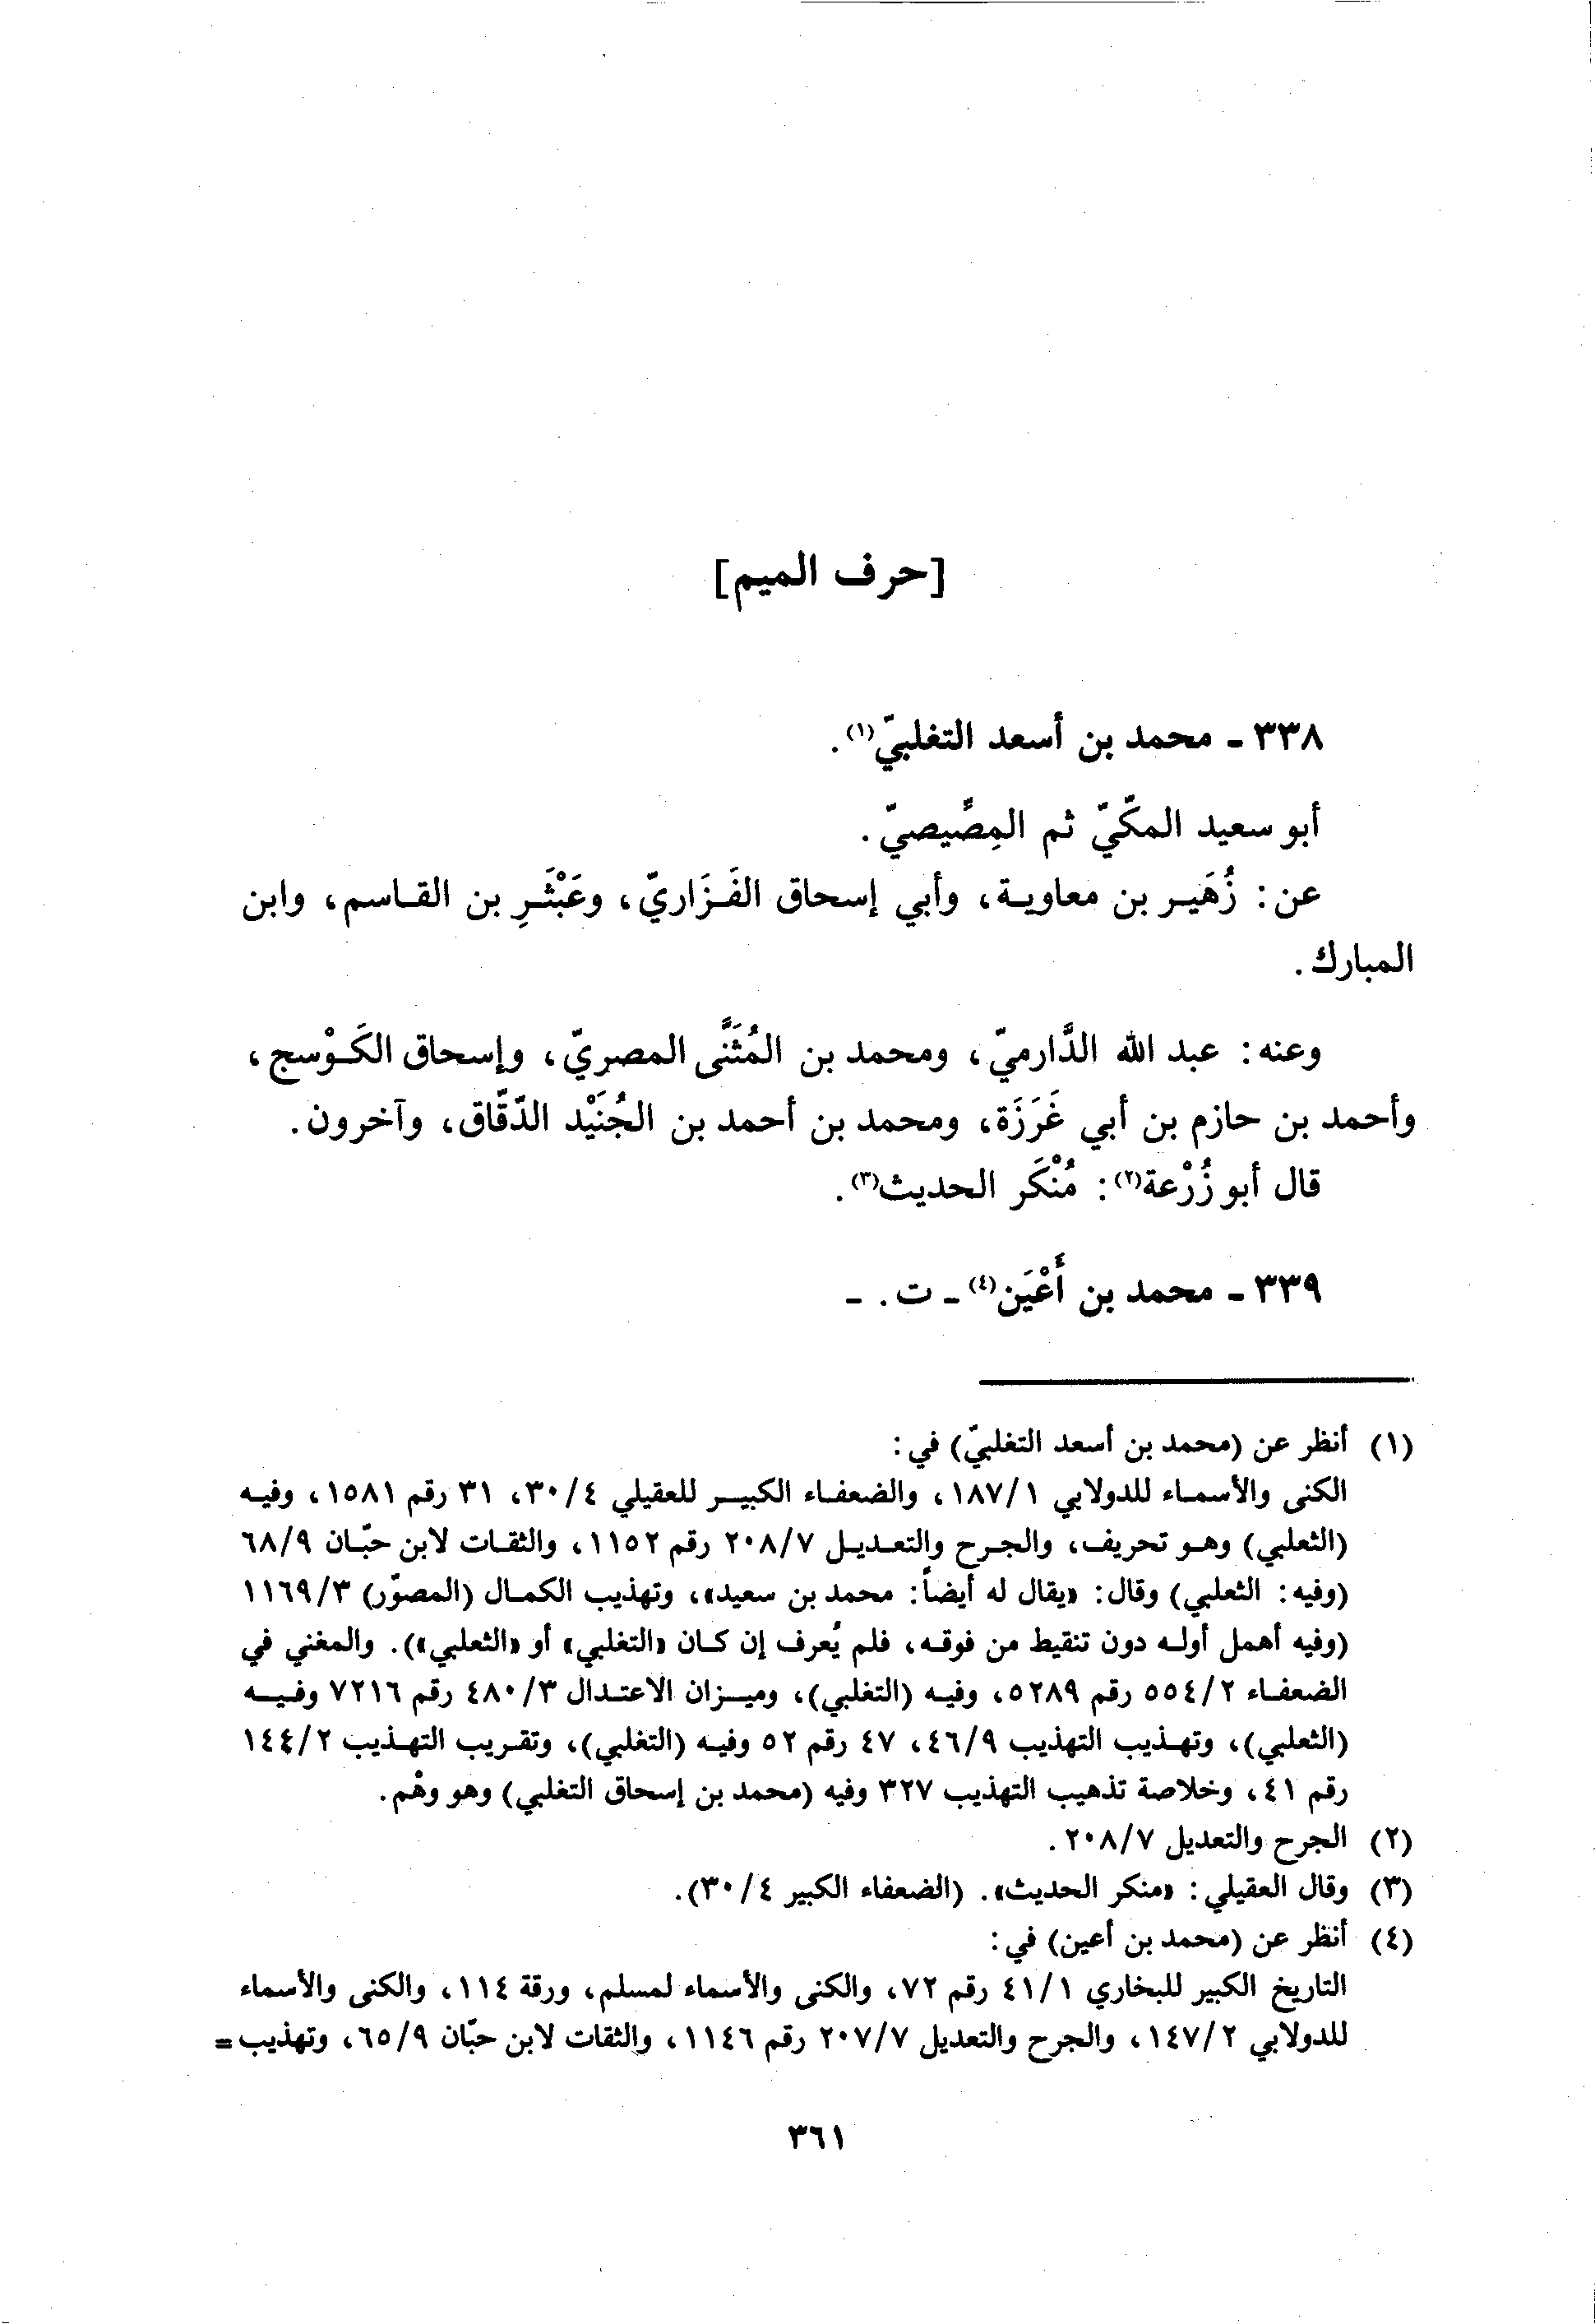 [حرف الميم]
٣٣٨ - محمد بن أسعد التغلبيّ(١).
أبو سعيد المكّيّ ثم المِصِّيصيّ.
عن: زُهَير بن معاوية، وأبي إسحاق الفَزَاريّ، وعَبْثَرِ بن القاسم، وابن
المبارك.
وعنه: عبد الله الدَّارميّ، ومحمد بن المُثَنَّى المصريّ، وإسحاق الكَوْسج،
وأحمد بن حازم بن أبي غَرَزَة، ومحمد بن أحمد بن الجُنَيْد الدّقّاق، وآخرون.
قال أبو زُرْعة(٢): مُنْكَر الحديث(٣).
٣٣٩ - محمد بن أَعْيَن(٤) - ت. -
(١) أنظر عن (محمد بن أسعد التغلبيّ) في:
الكنى والأسماء للدولابي ١/١٨٧، والضعفاء الكبير للعقيلي ٤/٣٠، ٣١ رقم ١٥٨١، وفيه
(الثعلبي) وهو تحريف، والجرح والتعديل ٧/٢٠٨ رقم ١١٥٢، والثقات لابن حبّان ٩/٦٨
(وفيه: الثعلبي) وقال: «يقال له أيضاً: محمد بن سعيد»، وتهذيب الكمال (المصوّر) ٣/١١٦٩
(وفيه أهمل أوله دون تنقيط من فوقه، فلم يُعرف إن كان «التغلبي» أو «الثعلبي»). والمغني في
الضعفاء ٢/٥٥٤ رقم ٥٢٨٩، وفيه (التغلبي)، وميزان الاعتدال ٣/٤٨٠ رقم ٧٢١٦ وفيه
(الثعلبي)، وتهذيب التهذيب ٩/٤٦، ٤٧ رقم ٥٢ وفيه (التغلبي)، وتقريب التهذيب ٢/١٤٤
رقم ٤١، وخلاصة تذهيب التهذيب ٣٢٧ وفيه (محمد بن إسحاق التغلبي) وهو وهْم.
(٢) الجرح والتعديل ٧/٢٠٨.
(٣) وقال العقيلي: «منكر الحديث». (الضعفاء الكبير ٤/٣٠).
(٤) أنظر عن (محمد بن أعين) في:
التاريخ الكبير للبخاري ١/٤١ رقم ٧٢، والكنى والأسماء لمسلم، ورقة ١١٤، والكنى والأسماء
للدولابي ٢/١٤٧، والجرح والتعديل ٧/٢٠٧ رقم ١١٤٦، والثقات لابن حبّان ٩/٦٥، وتهذيب =
٣٦١